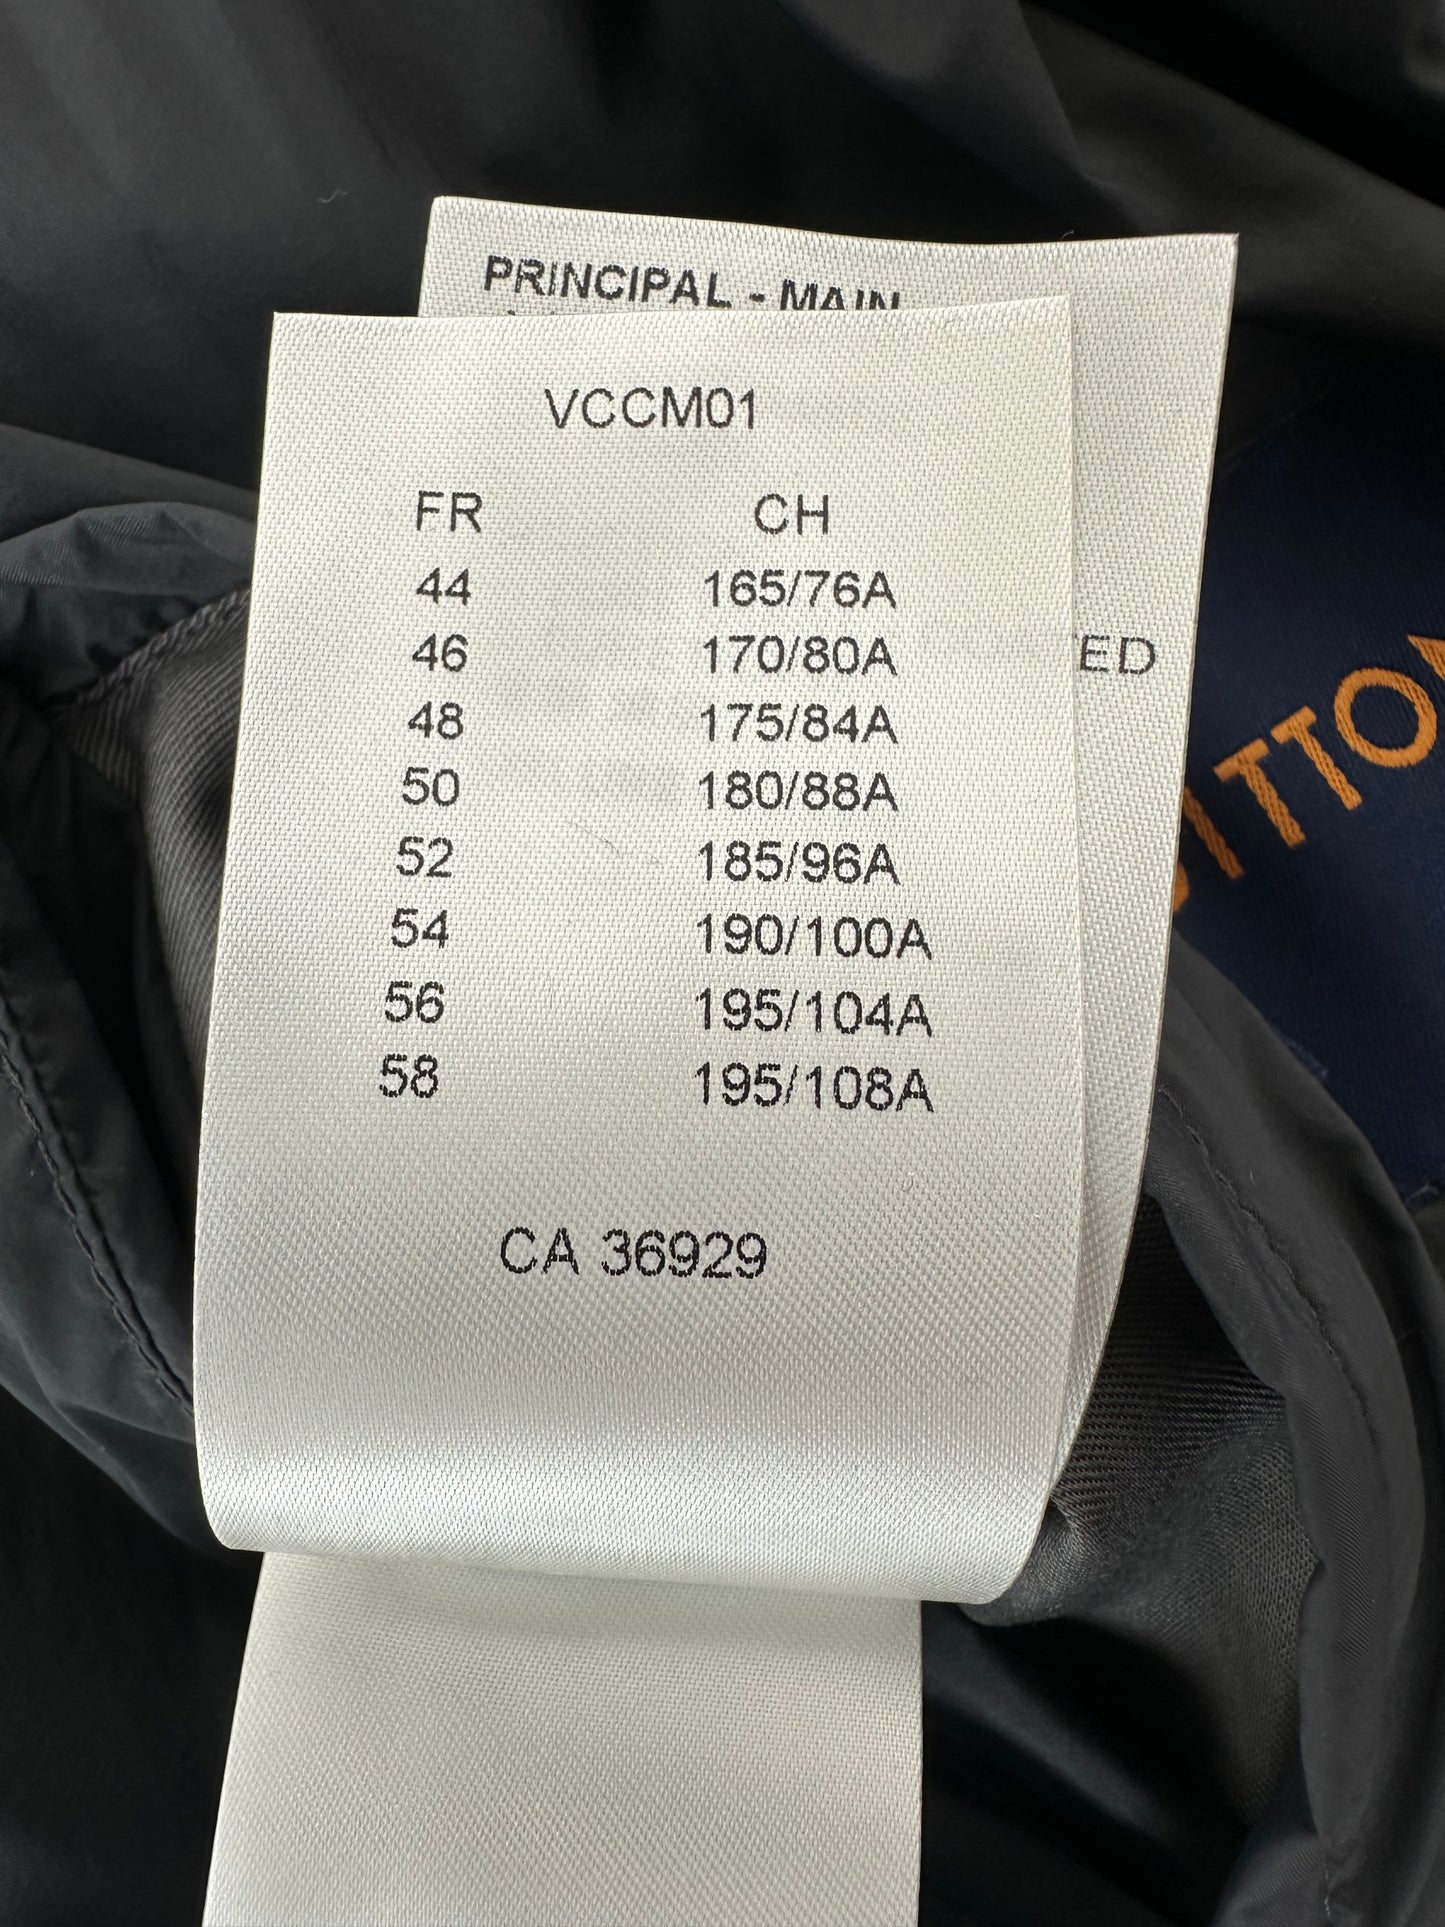 PRINCIPAL - MAIN
VCCM01
FR CH
44 165/76A
46 170/80A
48 175/84A
50 180/88A
52 185/96A
54 190/100A
56 195/104A
58 195/108A
CA 36929
TED
ITTO